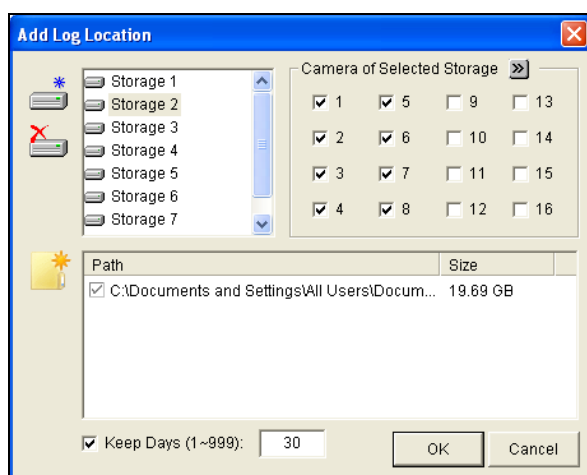 Add Log Location
Storage 1
Storage 2
Storage 3
Storage 4
Storage 5
Storage 6
Storage 7
Camera of Selected Storage
1 5 9 13
2 6 10 14
3 7 11 15
4 8 12 16
Path Size
C:\Documents and Settings\All Users\Docum... 19.69 GB
Keep Days (1~999): 30
OK Cancel